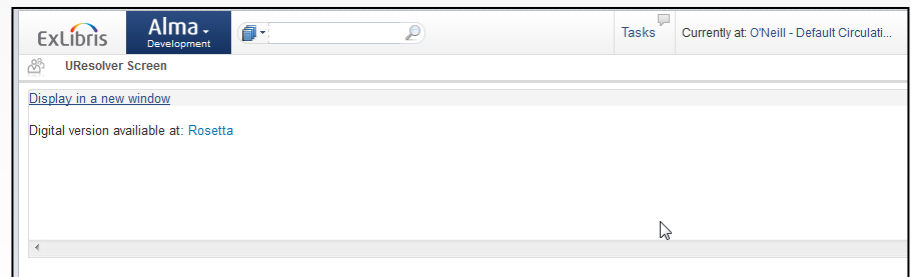 ExLibris
Alma
Development
Tasks
Currently at: O'Neill - Default Circulati...
UResolver Screen
Display in a new window
Digital version availiable at: Rosetta